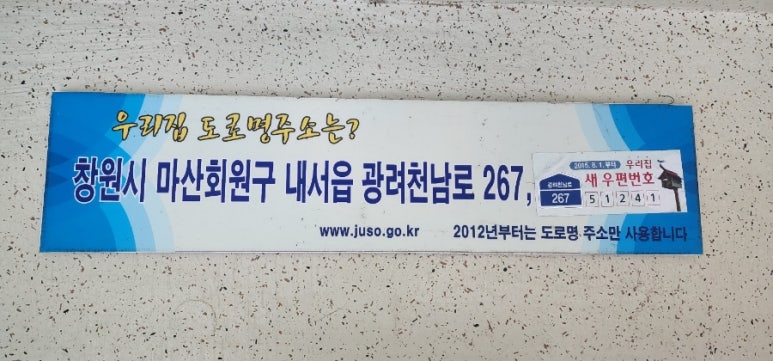 우리집 도로명주소는?
창원시 마산회원구 내서읍 광려천남로 267,
2015. 8. 1. 부터 우리집
새 우편번호
광려천남로
267
51241
www.juso.go.kr 2012년부터는 도로명 주소만 사용합니다